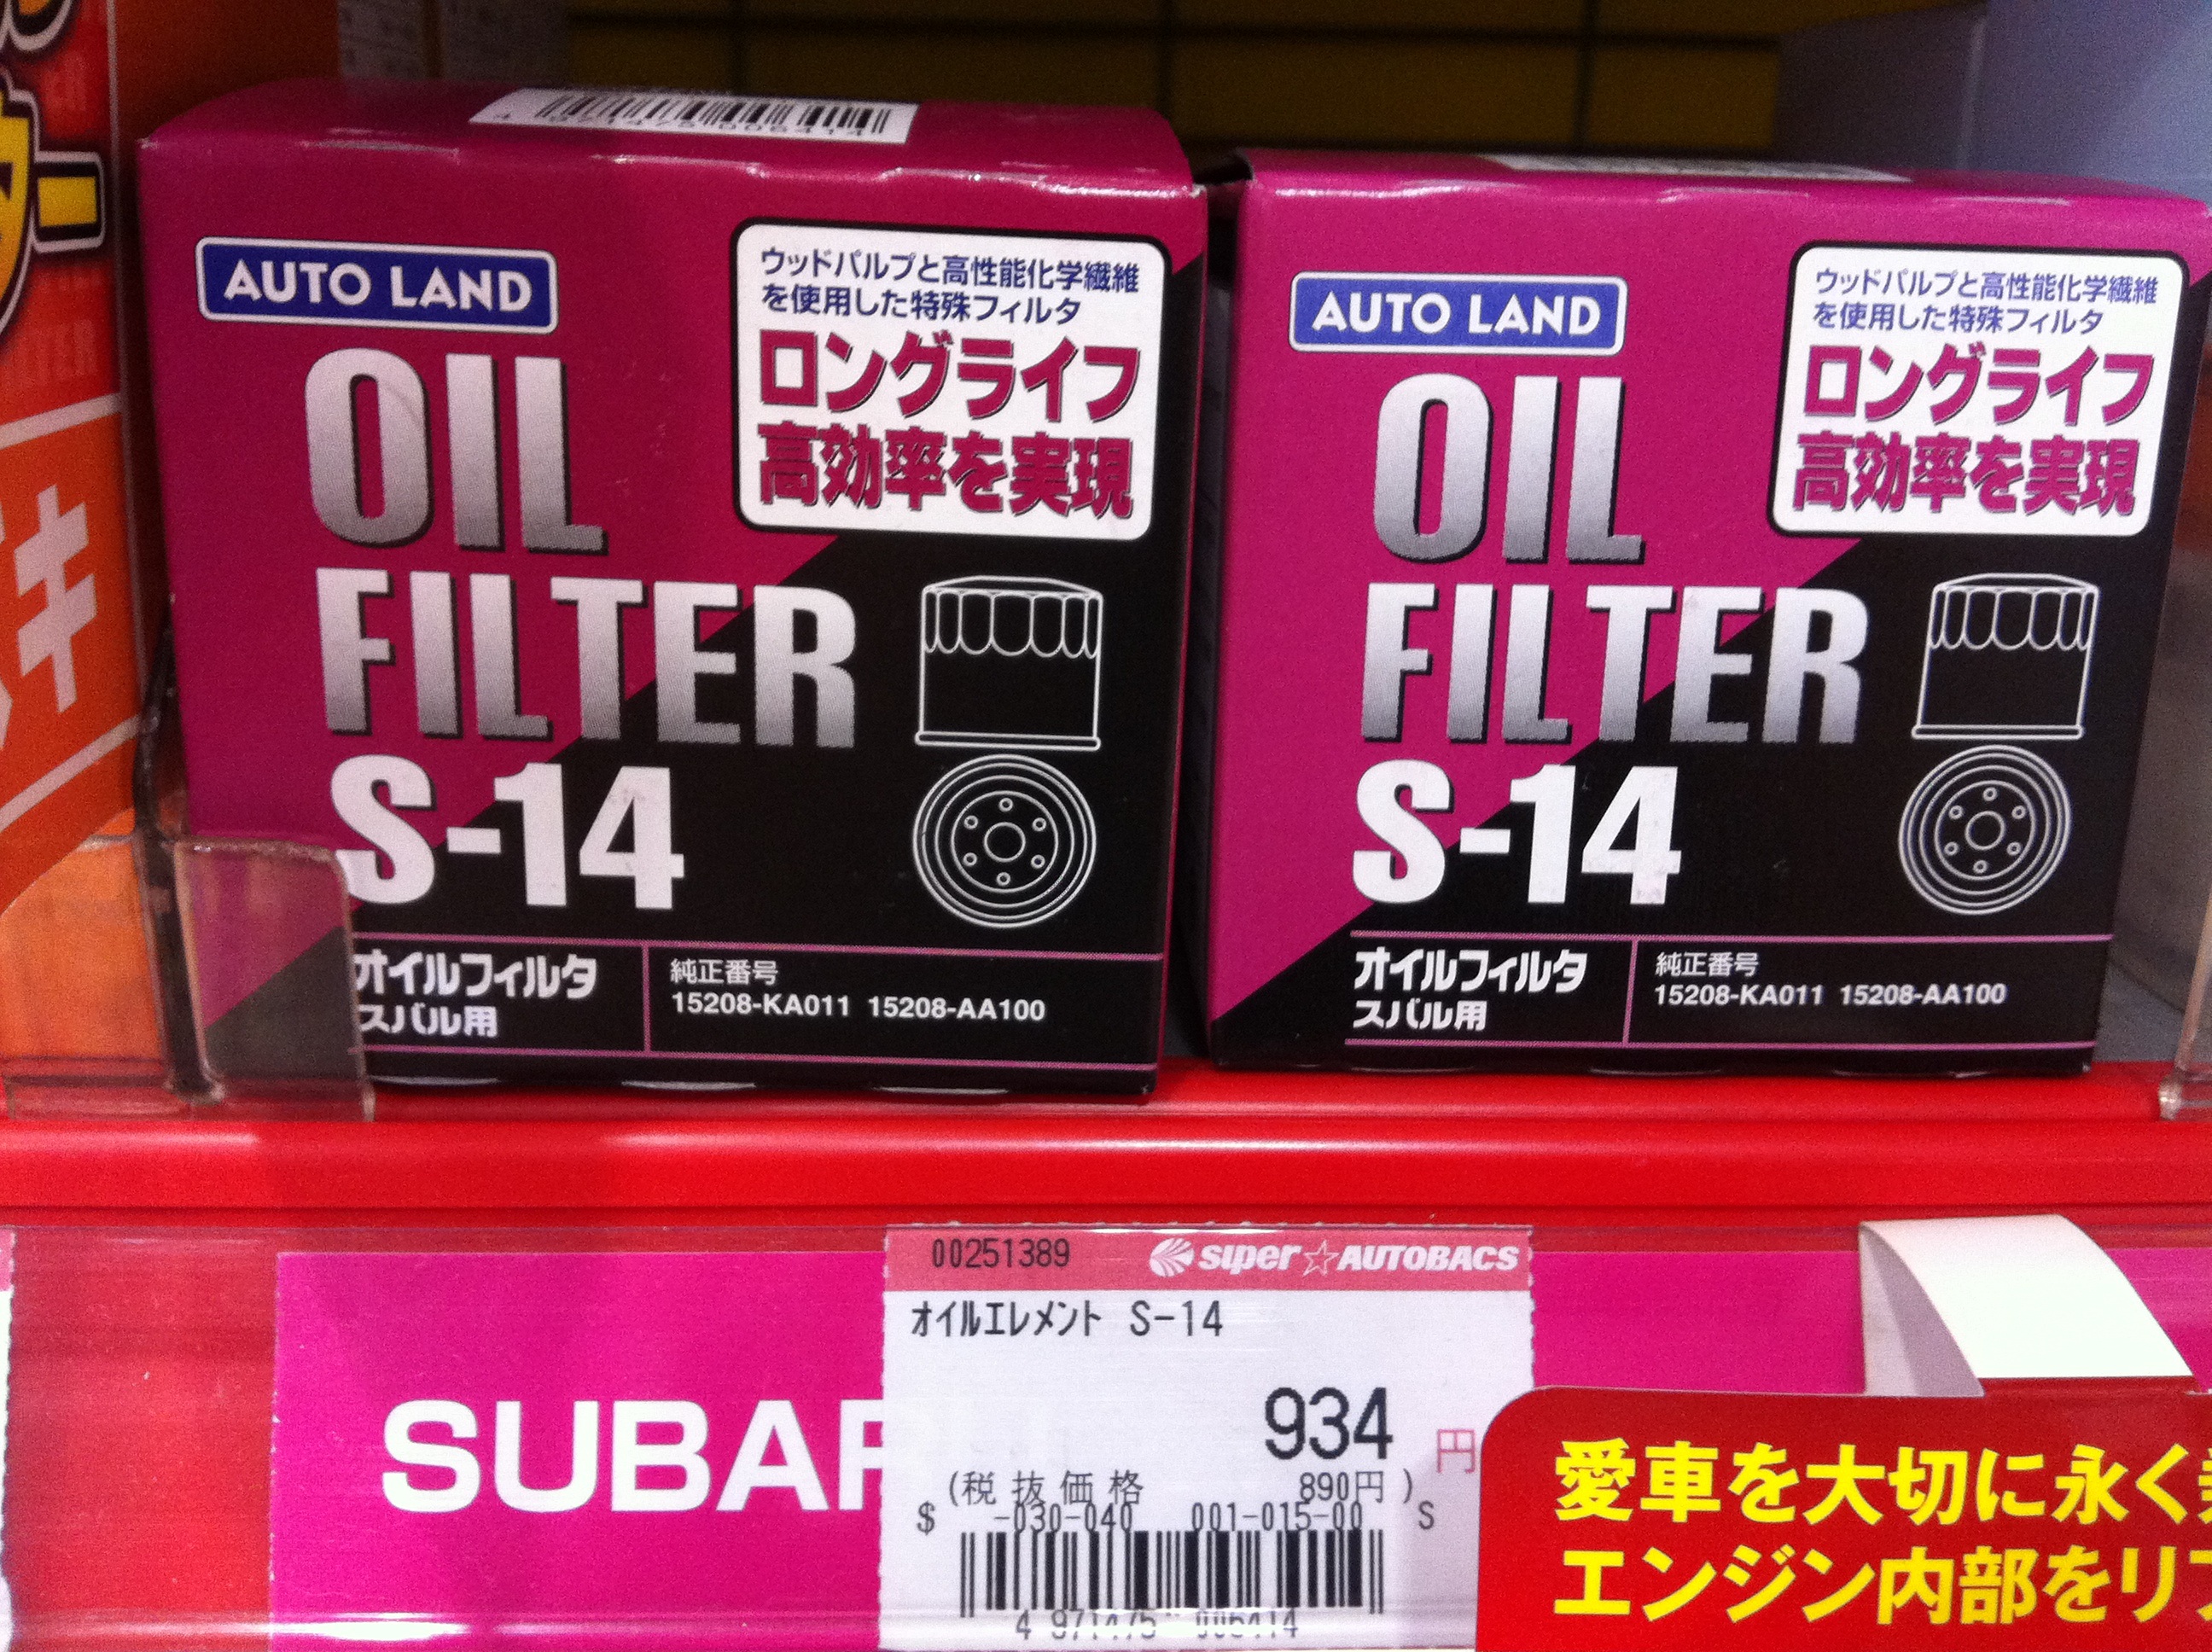 4 971475 006414
AUTO LAND
ウッドパルプと高性能化学繊維
を使用した特殊フィルタ
ロングライフ
高効率を実現
OIL
FILTER
S-14
オイルフィルタ
スバル用
純正番号
15208-KA011 15208-AA100
AUTO LAND
ウッドパルプと高性能化学繊維
を使用した特殊フィルタ
ロングライフ
高効率を実現
OIL
FILTER
S-14
オイルフィルタ
スバル用
純正番号
15208-KA011 15208-AA100
SUBAR
00251389 super AUTOBACS
オイルエレメント S-14
934 円
(税抜価格 890円)
$ -030-040 001-015-00 S
4 971475 006414
愛車を大切に永く
エンジン内部をリフ